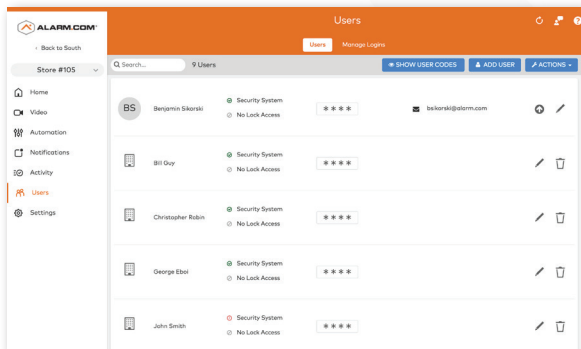 ALARM.COM
Users
Back to South
Users Manage Logins
Store #105
Search... 9 Users SHOW USER CODES ADD USER ACTIONS
Home
Video
Automation
Notifications
Activity
Users
Settings
BS Benjamin Sikorski Security System No Lock Access **** bsikorski@alarm.com
Bill Guy Security System No Lock Access ****
Christopher Robin Security System No Lock Access ****
George Eboi Security System No Lock Access ****
John Smith Security System No Lock Access ****